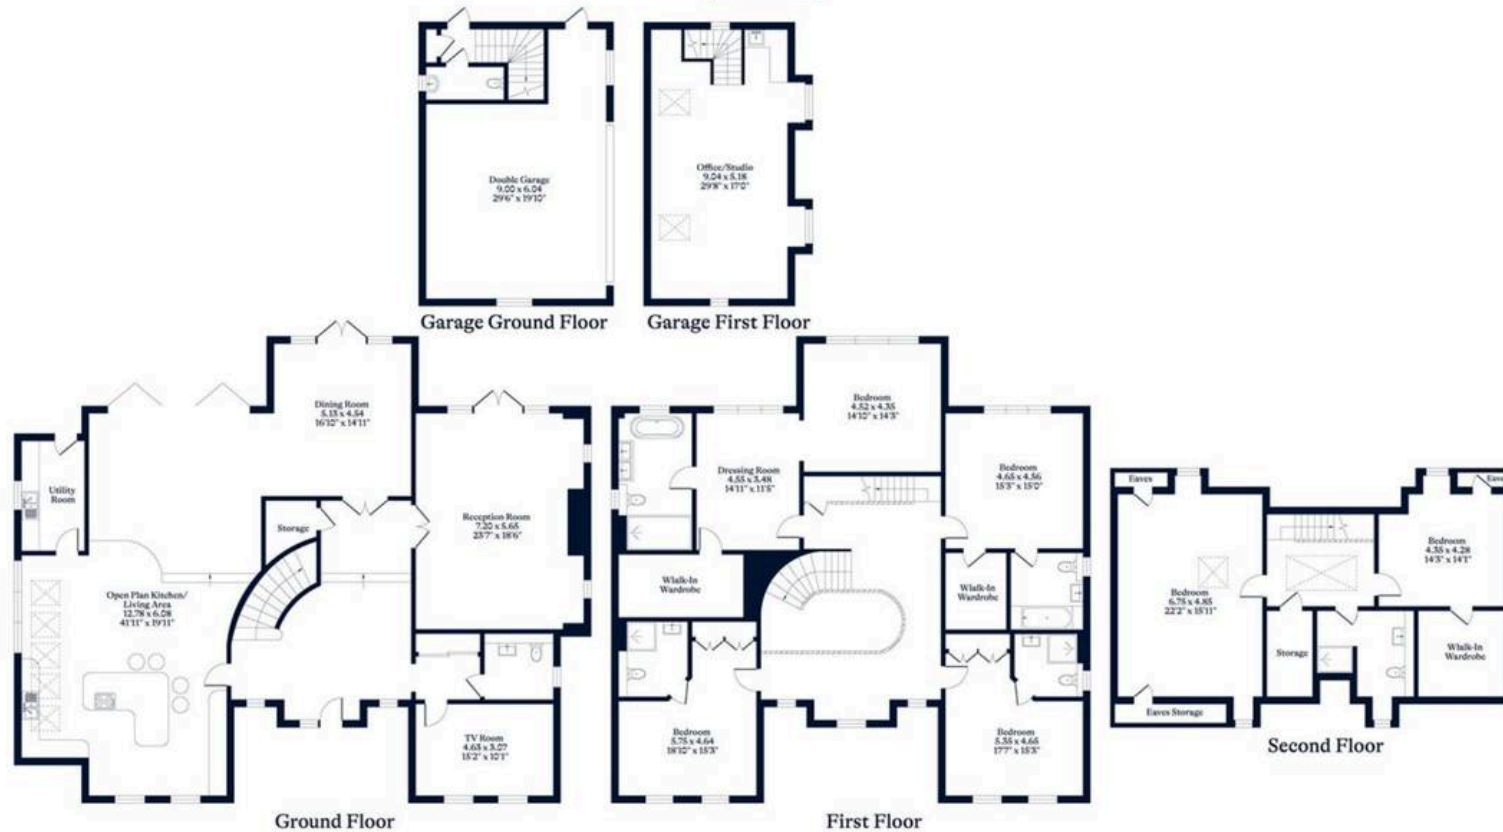 Double Garage
9.00 x 6.04
29'6" x 19'10"
Garage Ground Floor
Office/Studio
9.04 x 5.18
29'8" x 17'0"
Garage First Floor
Dining Room
5.13 x 4.54
16'10" x 14'11"
Utility
Room
Storage
Reception Room
7.20 x 5.65
23'7" x 18'6"
Open Plan Kitchen/
Living Area
12.78 x 6.08
41'11" x 19'11"
TV Room
4.63 x 3.07
15'2" x 10'1"
Ground Floor
Bedroom
4.52 x 4.35
14'10" x 14'3"
Dressing Room
4.55 x 3.48
14'11" x 11'5"
Bedroom
4.65 x 4.56
15'3" x 15'0"
Wlalk-In
Wardrobe
Wlalk-In
Wardrobe
Bedroom
5.75 x 4.64
18'10" x 15'3"
Bedroom
5.35 x 4.65
17'7" x 15'3"
First Floor
Eaves
Eave
Bedroom
4.35 x 4.28
14'3" x 14'1"
Bedroom
6.75 x 4.85
22'2" x 15'11"
Storage
Wlalk-In
Wardrobe
Eaves Storage
Second Floor